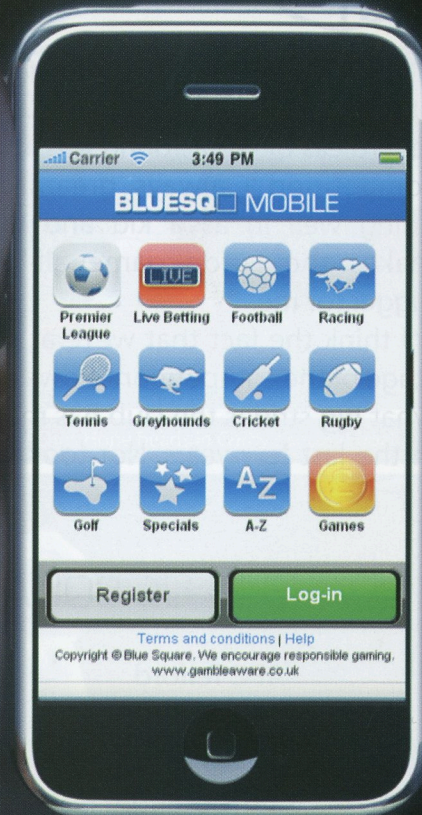 Carrier 3:49 PM
BLUESQ MOBILE
LIVE
Premier
League
Live Betting
Football
Racing
Tennis
Greyhounds
Cricket
Rugby
AZ
Golf
Specials
A-Z
Games
Register
Log-in
Terms and conditions | Help
Copyright © Blue Square. We encourage responsible gaming.
www.gambleaware.co.uk